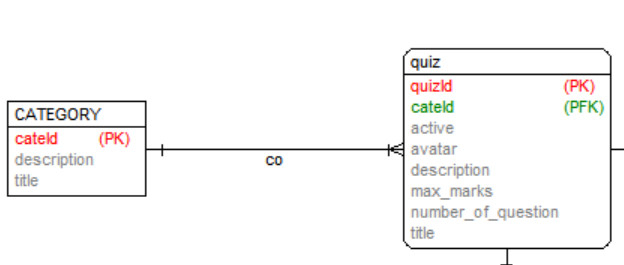 CATEGORY
cateId (PK)
description
title
co
quiz
quizId (PK)
cateId (PFK)
active
avatar
description
max_marks
number_of_question
title